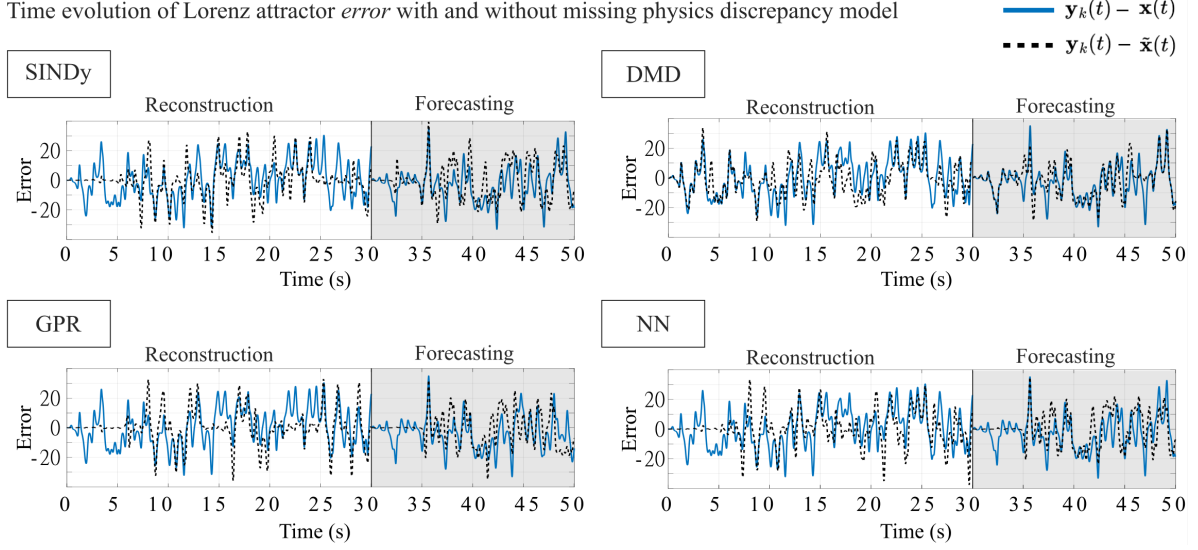 Time evolution of Lorenz attractor error with and without missing physics discrepancy model
𝐲ₖ(t) − 𝐱(t)
𝐲ₖ(t) − 𝐱̃(t)
SINDy
Reconstruction
Forecasting
Error
20
0
-20
0 5 10 15 20 25 30 35 40 45 50
Time (s)
DMD
Reconstruction
Forecasting
Error
20
0
-20
0 5 10 15 20 25 30 35 40 45 50
Time (s)
GPR
Reconstruction
Forecasting
Error
20
0
-20
0 5 10 15 20 25 30 35 40 45 50
Time (s)
NN
Reconstruction
Forecasting
Error
20
0
-20
0 5 10 15 20 25 30 35 40 45 50
Time (s)